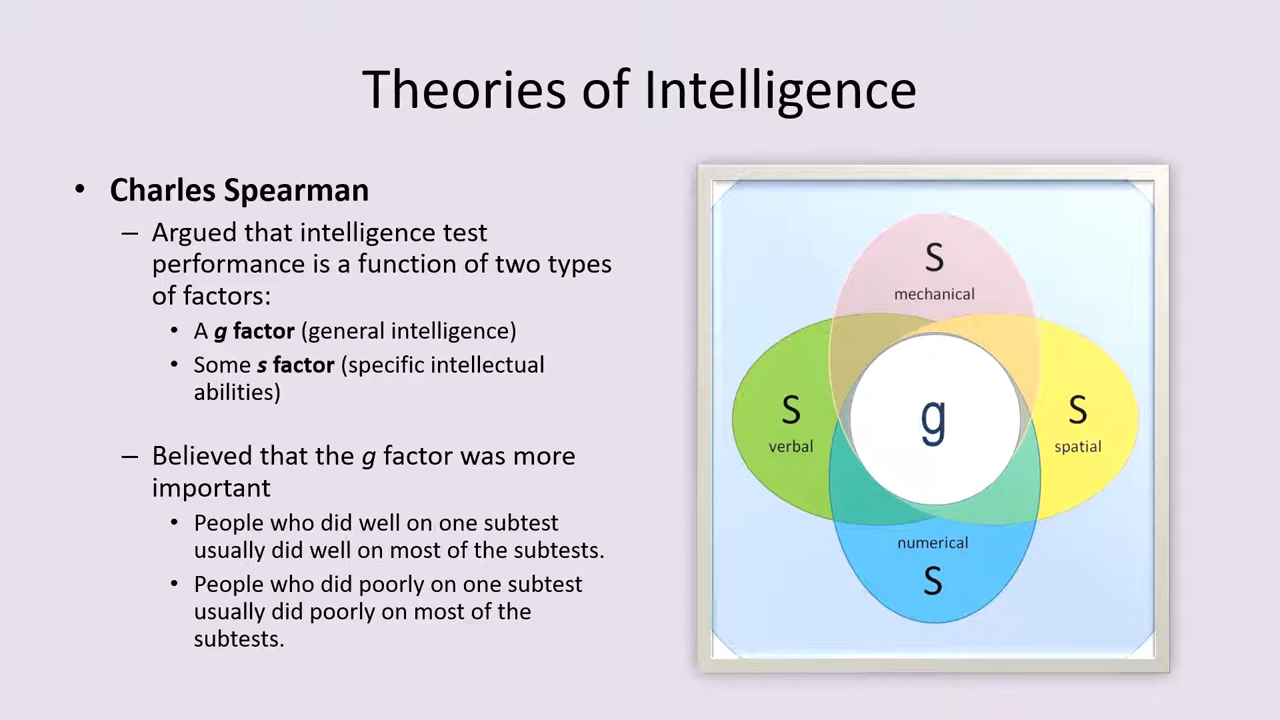 Theories of Intelligence
• Charles Spearman
– Argued that intelligence test
performance is a function of two types
of factors:
• A g factor (general intelligence)
• Some s factor (specific intellectual
abilities)
– Believed that the g factor was more
important
• People who did well on one subtest
usually did well on most of the subtests.
• People who did poorly on one subtest
usually did poorly on most of the
subtests.
S
mechanical
S
verbal
g
S
spatial
numerical
S